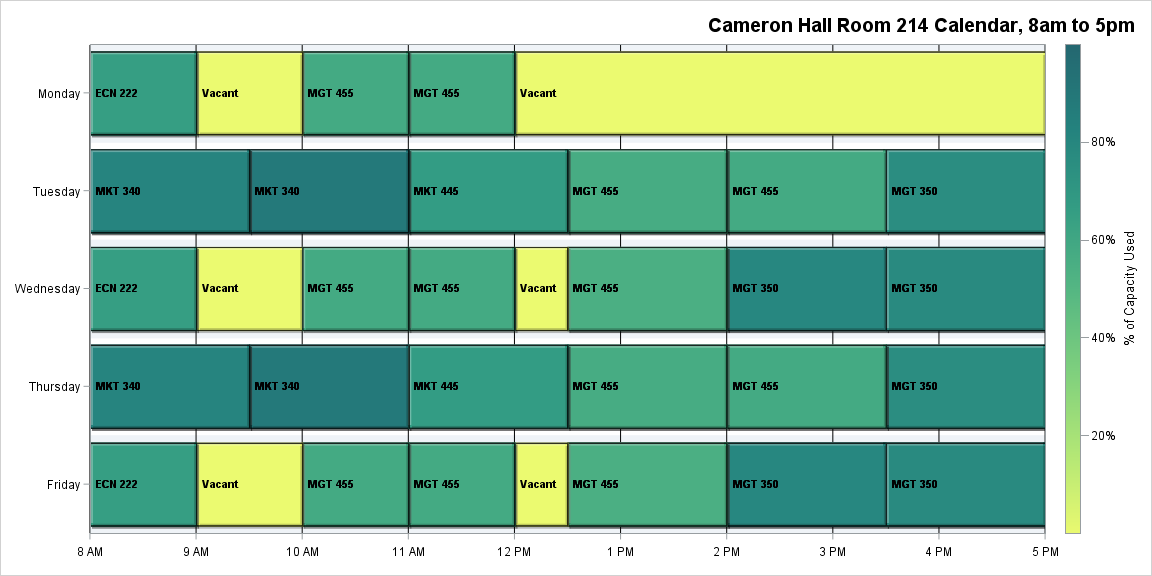 Cameron Hall Room 214 Calendar, 8am to 5pm
Monday
ECN 222
Vacant
MGT 455
MGT 455
Vacant
Tuesday
MKT 340
MKT 340
MKT 445
MGT 455
MGT 455
MGT 350
Wednesday
ECN 222
Vacant
MGT 455
MGT 455
Vacant
MGT 455
MGT 350
MGT 350
Thursday
MKT 340
MKT 340
MKT 445
MGT 455
MGT 455
MGT 350
Friday
ECN 222
Vacant
MGT 455
MGT 455
Vacant
MGT 455
MGT 350
MGT 350
8 AM
9 AM
10 AM
11 AM
12 PM
1 PM
2 PM
3 PM
4 PM
5 PM
80%
60%
40%
20%
% of Capacity Used